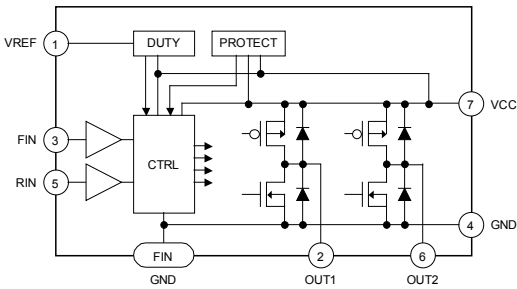 DUTY
PROTECT
VREF
1
7
VCC
FIN
3
CTRL
RIN
5
4
GND
FIN
2
6
GND
OUT1
OUT2